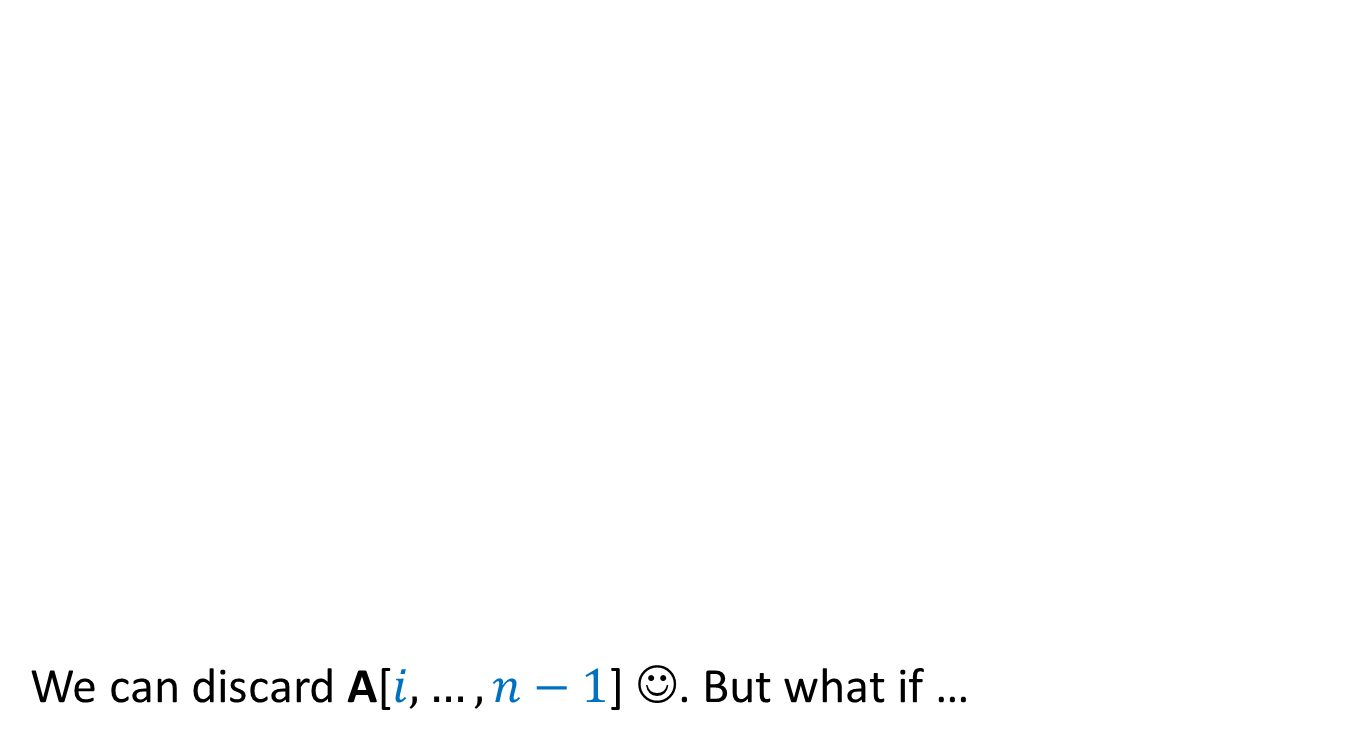 We can discard A[i, … , n − 1] ☺. But what if …